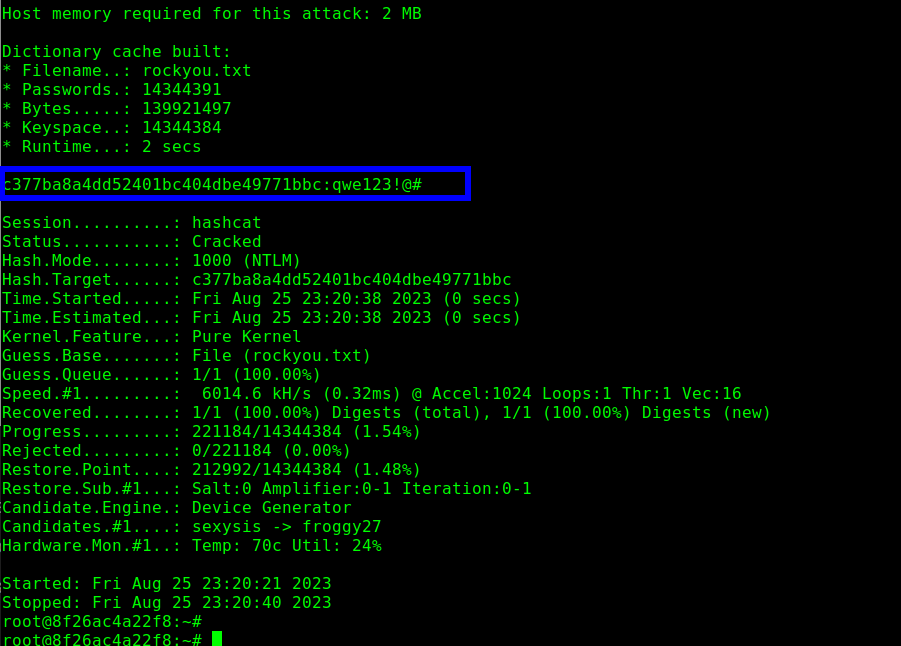 Host memory required for this attack: 2 MB
Dictionary cache built:
* Filename..: rockyou.txt
* Passwords.: 14344391
* Bytes.....: 139921497
* Keyspace..: 14344384
* Runtime...: 2 secs
c377ba8a4dd52401bc404dbe49771bbc:qwe123!@#
Session..........: hashcat
Status...........: Cracked
Hash.Mode........: 1000 (NTLM)
Hash.Target......: c377ba8a4dd52401bc404dbe49771bbc
Time.Started.....: Fri Aug 25 23:20:38 2023 (0 secs)
Time.Estimated...: Fri Aug 25 23:20:38 2023 (0 secs)
Kernel.Feature...: Pure Kernel
Guess.Base.......: File (rockyou.txt)
Guess.Queue......: 1/1 (100.00%)
Speed.#1.........:  6014.6 kH/s (0.32ms) @ Accel:1024 Loops:1 Thr:1 Vec:16
Recovered........: 1/1 (100.00%) Digests (total), 1/1 (100.00%) Digests (new)
Progress.........: 221184/14344384 (1.54%)
Rejected.........: 0/221184 (0.00%)
Restore.Point....: 212992/14344384 (1.48%)
Restore.Sub.#1...: Salt:0 Amplifier:0-1 Iteration:0-1
Candidate.Engine.: Device Generator
Candidates.#1....: sexysis -> froggy27
Hardware.Mon.#1..: Temp: 70c Util: 24%
Started: Fri Aug 25 23:20:21 2023
Stopped: Fri Aug 25 23:20:40 2023
root@8f26ac4a22f8:~#
root@8f26ac4a22f8:~#